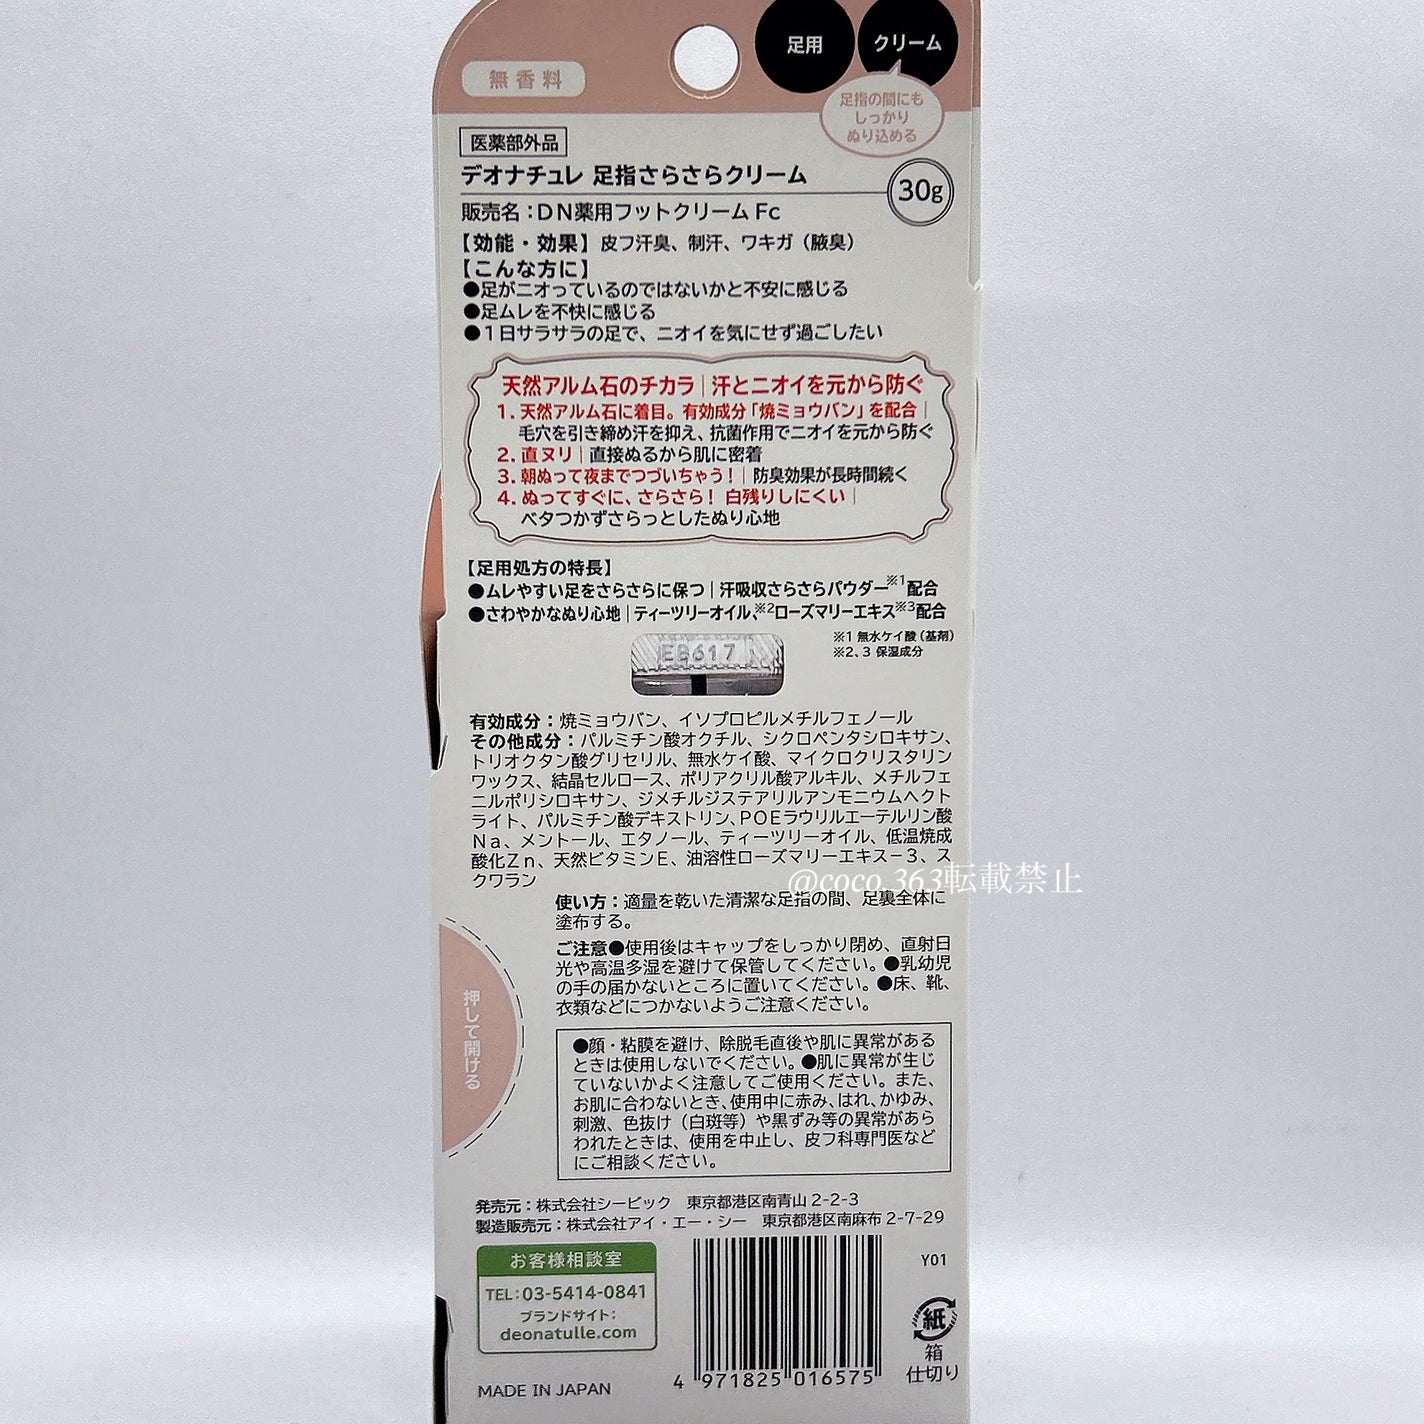 足用
クリーム
無香料
足指の間にも
しっかり
ぬり込める
医薬部外品
デオナチュレ 足指さらさらクリーム
30g
販売名：DN薬用フットクリーム Fc
【効能・効果】皮フ汗臭、制汗、ワキガ（腋臭）
【こんな方に】
●足がニオっているのではないかと不安に感じる
●足ムレを不快に感じる
●1日サラサラの足で、ニオイを気にせず過ごしたい
天然アルム石のチカラ｜汗とニオイを元から防ぐ
1. 天然アルム石に着目。有効成分「焼ミョウバン」を配合｜
毛穴を引き締め汗を抑え、抗菌作用でニオイを元から防ぐ
2. 直ヌリ｜直接ぬるから肌に密着
3. 朝ぬって夜までつづいちゃう！｜防臭効果が長時間続く
4. ぬってすぐに、さらさら！ 白残りしにくい｜
ベタつかずさらっとしたぬり心地
【足用処方の特長】
●ムレやすい足をさらさらに保つ｜汗吸収さらさらパウダー※1配合
●さわやかなぬり心地｜ティーツリーオイル、※2ローズマリーエキス※3配合
※1 無水ケイ酸（基剤）
※2、3 保湿成分
EB617
有効成分：焼ミョウバン、イソプロピルメチルフェノール
その他成分：パルミチン酸オクチル、シクロペンタシロキサン、
トリオクタン酸グリセリル、無水ケイ酸、マイクロクリスタリン
ワックス、結晶セルロース、ポリアクリル酸アルキル、メチルフェ
ニルポリシロキサン、ジメチルジステアリルアンモニウムヘクト
ライト、パルミチン酸デキストリン、POEラウリルエーテルリン酸
Na、メントール、エタノール、ティーツリーオイル、低温焼成
酸化Zn、天然ビタミンE、油溶性ローズマリーエキス－3、ス
クワラン
@coco.363転載禁止
使い方：適量を乾いた清潔な足指の間、足裏全体に
塗布する。
ご注意●使用後はキャップをしっかり閉め、直射日
光や高温多湿を避けて保管してください。●乳幼児
の手の届かないところに置いてください。●床、靴、
衣類などにつかないようご注意ください。
押して開ける
●顔・粘膜を避け、除脱毛直後や肌に異常がある
ときは使用しないでください。●肌に異常が生じ
ていないかよく注意してご使用ください。また、
お肌に合わないとき、使用中に赤み、はれ、かゆみ、
刺激、色抜け（白斑等）や黒ずみ等の異常があら
われたときは、使用を中止し、皮フ科専門医など
にご相談ください。
発売元：株式会社シービック 東京都港区南青山 2-2-3
製造販売元：株式会社アイ・エー・シー 東京都港区南麻布 2-7-29
お客様相談室
TEL：03-5414-0841
ブランドサイト：
deonatulle.com
Y01
紙
箱
仕切り
4 971825 016575
MADE IN JAPAN